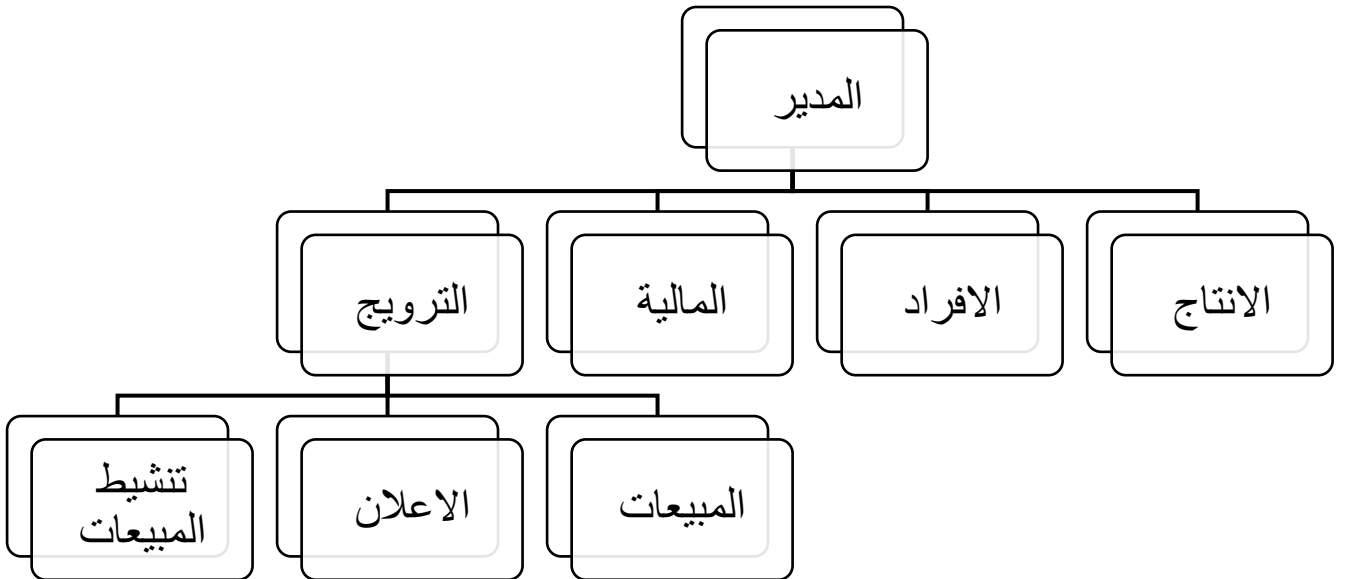 المدير
الانتاج
الافراد
المالية
الترويج
المبيعات
الاعلان
تنشيط
المبيعات